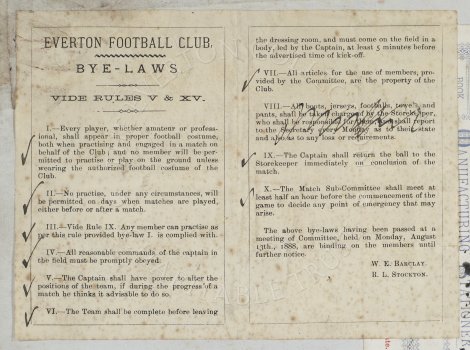 EVERTON FOOTBALL CLUB.
BYE-LAWS
VIDE RULES V & XV.
I.—Every player, whether amateur or profes-
sional, shall appear in proper football costume,
both when practising and engaged in a match on
behalf of the Club; and no member will be per-
mitted to practise or play on the ground unless
wearing the authorized football costume of the
Club.
II.—No practise, under any circumstances, will
be permitted on days when matches are played,
either before or after a match.
III.—Vide Rule IX. Any member can practise as
per this rule provided bye-law I. is complied with.
IV.—All reasonable commands of the captain in
the field must be promptly obeyed.
V.—The Captain shall have power to alter the
positions of the team, if during the progress of a
match he thinks it advisable to do so.
VI.—The Team shall be complete before leaving
the dressing room, and must come on the field in a
body, led by the Captain, at least 5 minutes before
the advertised time of kick-off.
VII.—All articles for the use of members, pro-
vided by the Committee, are the property of the
Club.
VIII.—All boots, jerseys, footballs, towels, and
pants, shall be taken charge of by the Storekeeper,
who shall be responsible for them, and shall report
to the Secretary every Monday as to their state
and also as to any loss or requirements.
IX.—The Captain shall return the ball to the
Storekeeper immediately on conclusion of the
match.
X.—The Match Sub-Committee shall meet at
least half an hour before the commencement of the
game to decide any point of emergency that may
arise.
The above bye-laws having been passed at a
meeting of Committee, held on Monday, August
13th, 1888, are binding on the members until
further notice.
W. E. BARCLAY.
R. L. STOCKTON.